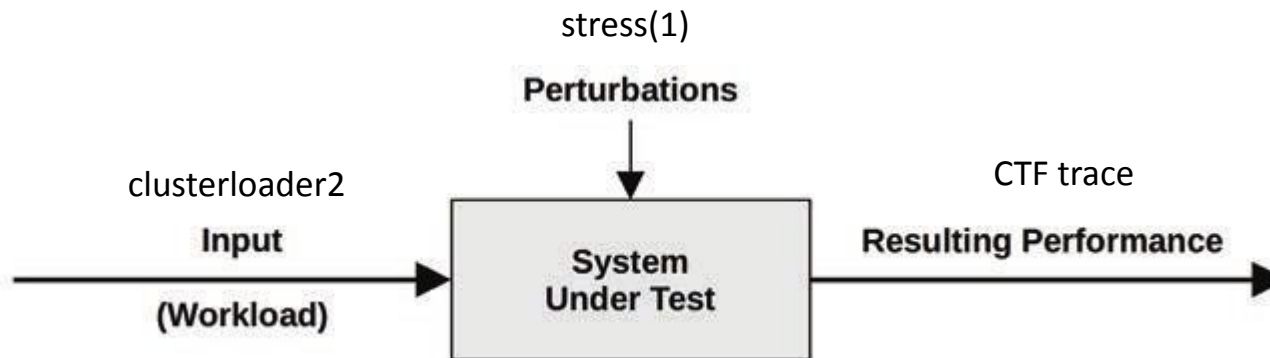 stress(1)
Perturbations
clusterloader2
CTF trace
Input
Resulting Performance
System
Under Test
(Workload)